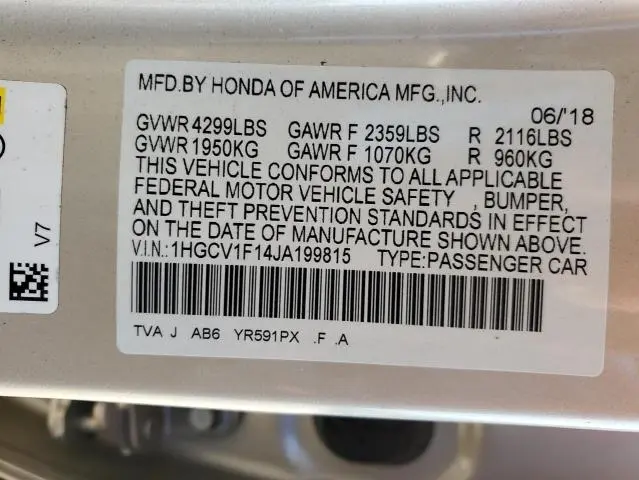 MFD.BY HONDA OF AMERICA MFG.,INC.
06/'18
GVWR 4299LBS GAWR F 2359LBS R 2116LBS
GVWR 1950KG GAWR F 1070KG R 960KG
THIS VEHICLE CONFORMS TO ALL APPLICABLE
FEDERAL MOTOR VEHICLE SAFETY , BUMPER,
AND THEFT PREVENTION STANDARDS IN EFFECT
ON THE DATE OF MANUFACTURE SHOWN ABOVE.
V.I.N.:1HGCV1F14JA199815 TYPE:PASSENGER CAR
TVA J AB6 YR591PX .F .A
V7